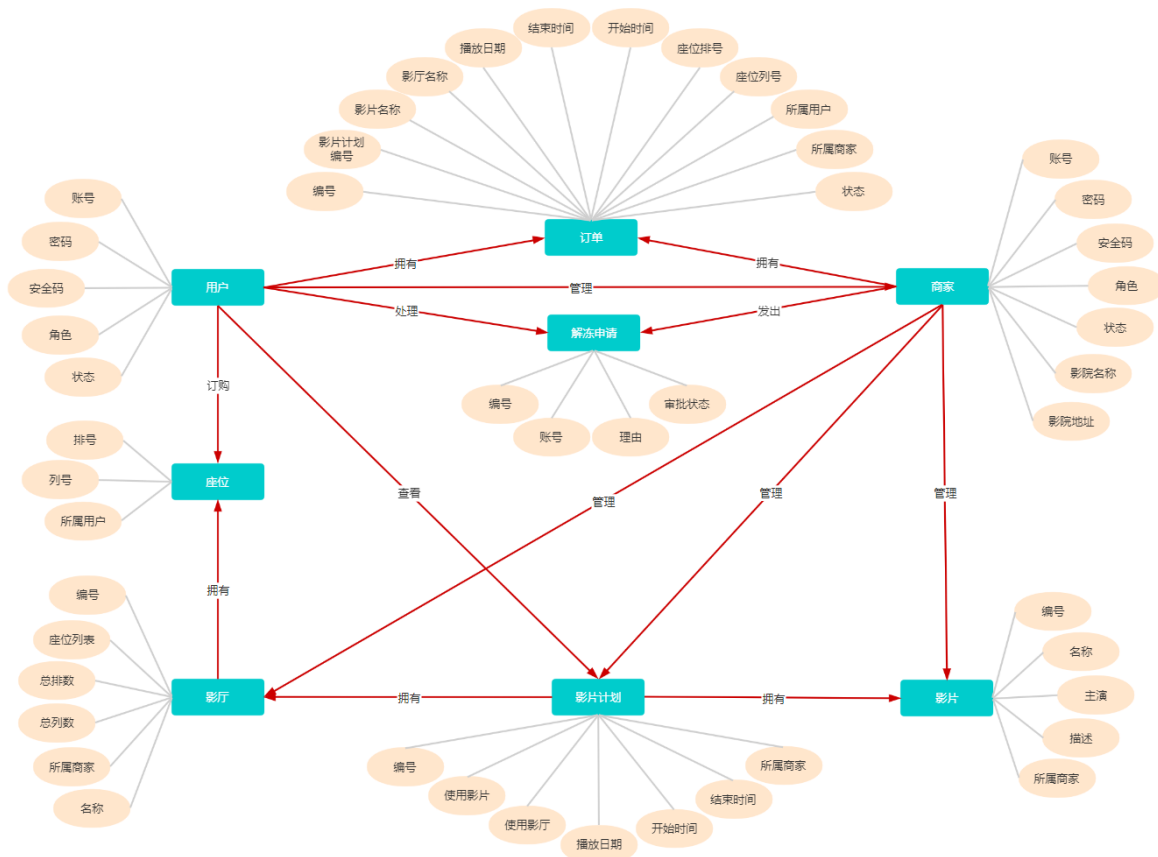 结束时间
开始时间
播放日期
座位排号
影厅名称
座位列号
影片名称
所属用户
影片计划
编号
所属商家
编号
状态
订单
账号
密码
安全码
角色
状态
用户
拥有
管理
处理
拥有
发出
商家
账号
密码
安全码
角色
状态
影院名称
影院地址
解冻申请
编号
账号
理由
审批状态
订购
查看
管理
管理
管理
排号
列号
所属用户
座位
拥有
编号
座位列表
总排数
总列数
所属商家
名称
影厅
拥有
影片计划
拥有
影片
编号
使用影片
使用影厅
播放日期
开始时间
结束时间
所属商家
编号
名称
主演
描述
所属商家